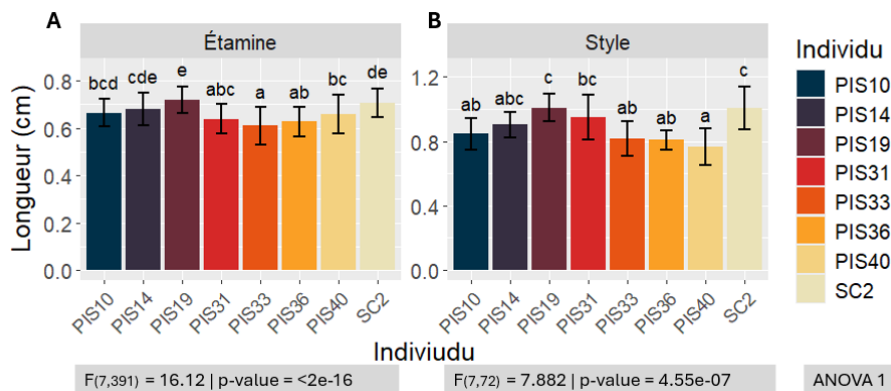 A
B
Étamine
Style
Individu
Longueur (cm)
0.8
0.6
0.4
0.2
0.0
bcd
cde
e
abc
a
ab
bc
de
1.2
0.8
0.4
0.0
ab
abc
c
bc
ab
ab
a
c
PIS10
PIS14
PIS19
PIS31
PIS33
PIS36
PIS40
SC2
PIS10
PIS14
PIS19
PIS31
PIS33
PIS36
PIS40
SC2
PIS10
PIS14
PIS19
PIS31
PIS33
PIS36
PIS40
SC2
Indiviudu
F(7,391) = 16.12 | p-value = <2e-16
F(7,72) = 7.882 | p-value = 4.55e-07
ANOVA 1